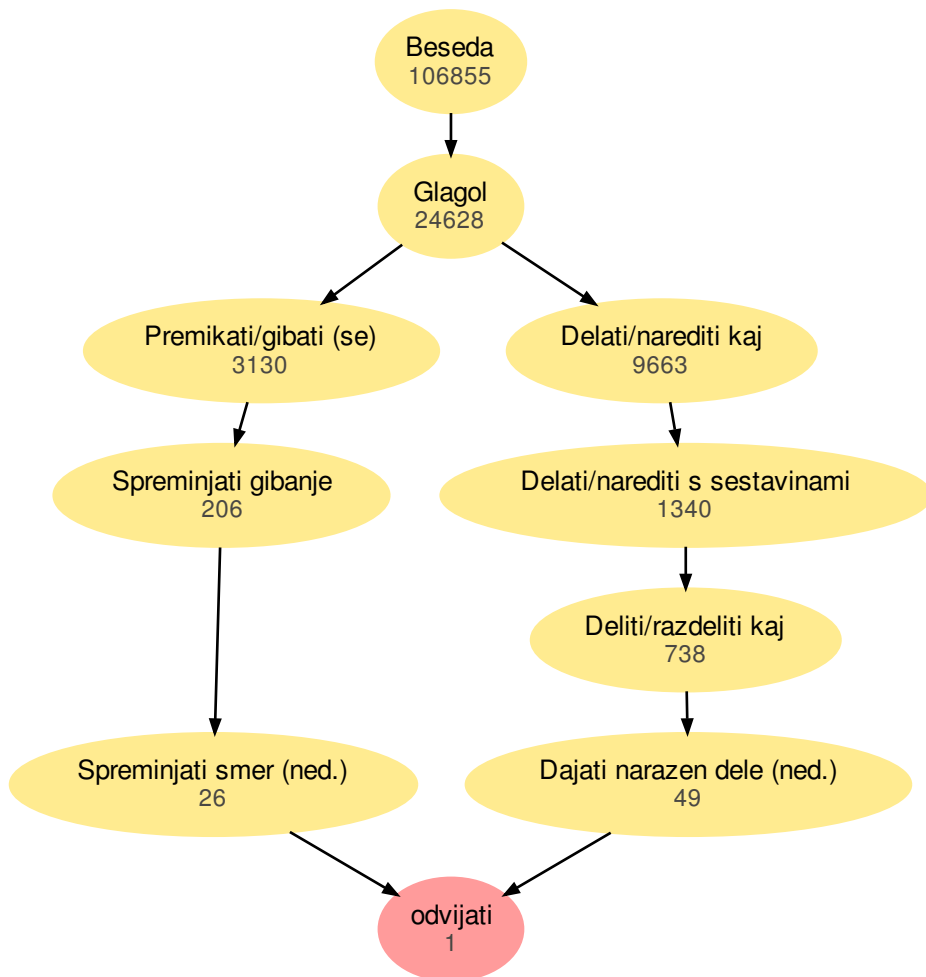 Beseda
106855
Glagol
24628
Premikati/gibati (se)
3130
Delati/narediti kaj
9663
Spreminjati gibanje
206
Delati/narediti s sestavinami
1340
Deliti/razdeliti kaj
738
Spreminjati smer (ned.)
26
Dajati narazen dele (ned.)
49
odvijati
1